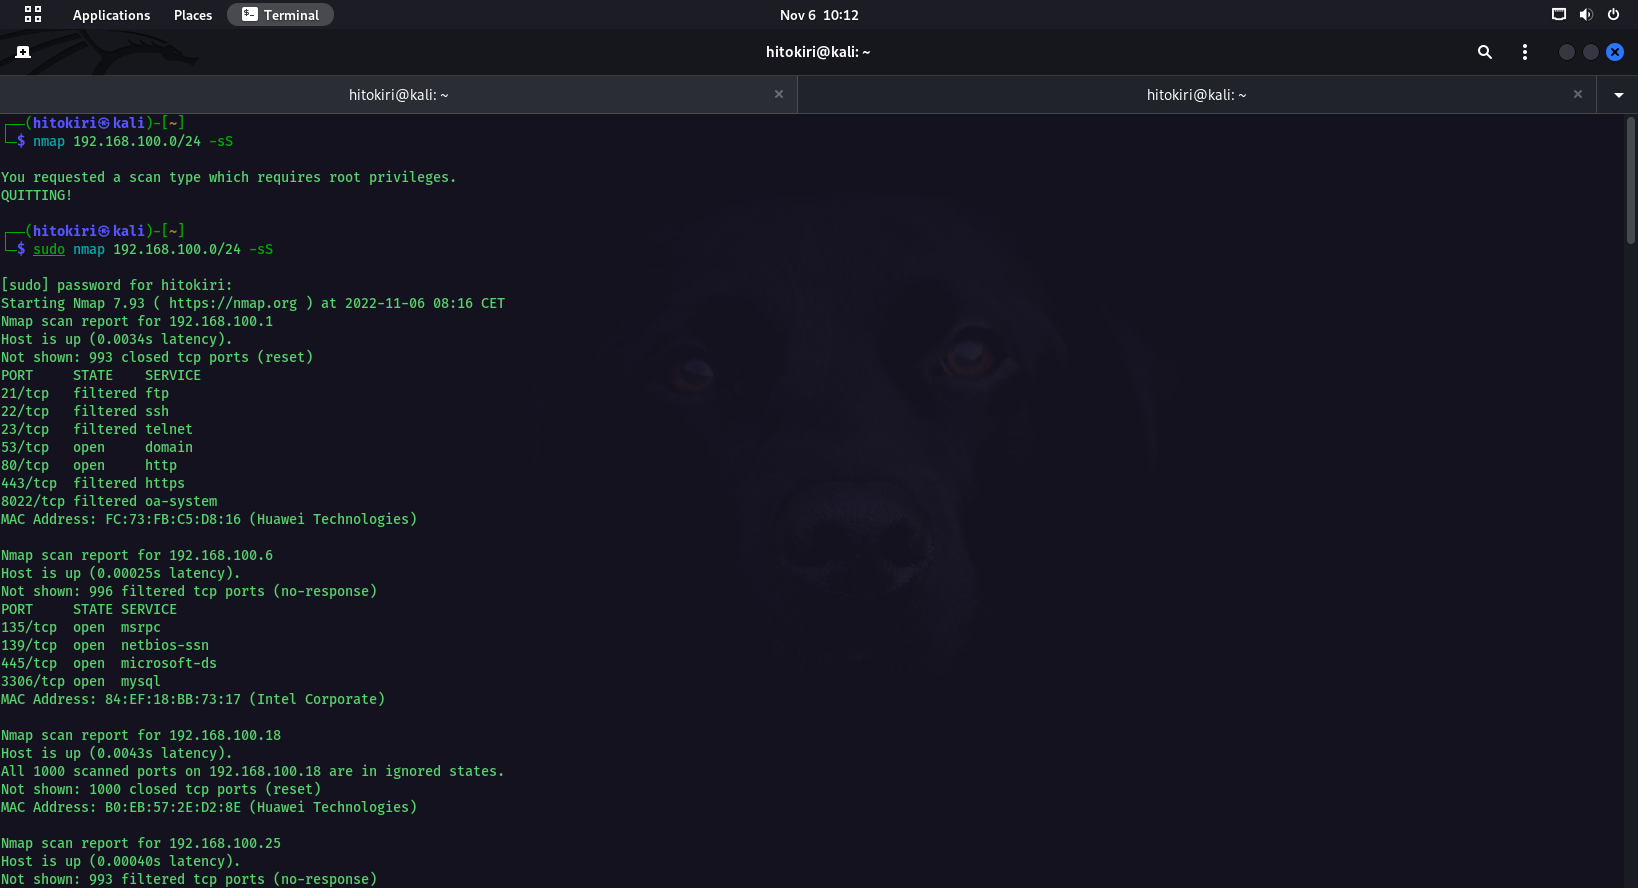 Applications Places Terminal Nov 6 10:12
hitokiri@kali: ~
hitokiri@kali: ~ hitokiri@kali: ~
┌──(hitokiri㉿kali)-[~]
└─$ nmap 192.168.100.0/24 -sS
You requested a scan type which requires root privileges.
QUITTING!
┌──(hitokiri㉿kali)-[~]
└─$ sudo nmap 192.168.100.0/24 -sS
[sudo] password for hitokiri:
Starting Nmap 7.93 ( https://nmap.org ) at 2022-11-06 08:16 CET
Nmap scan report for 192.168.100.1
Host is up (0.0034s latency).
Not shown: 993 closed tcp ports (reset)
PORT     STATE    SERVICE
21/tcp   filtered ftp
22/tcp   filtered ssh
23/tcp   filtered telnet
53/tcp   open     domain
80/tcp   open     http
443/tcp  filtered https
8022/tcp filtered oa-system
MAC Address: FC:73:FB:C5:D8:16 (Huawei Technologies)
Nmap scan report for 192.168.100.6
Host is up (0.00025s latency).
Not shown: 996 filtered tcp ports (no-response)
PORT     STATE SERVICE
135/tcp  open  msrpc
139/tcp  open  netbios-ssn
445/tcp  open  microsoft-ds
3306/tcp open  mysql
MAC Address: 84:EF:18:BB:73:17 (Intel Corporate)
Nmap scan report for 192.168.100.18
Host is up (0.0043s latency).
All 1000 scanned ports on 192.168.100.18 are in ignored states.
Not shown: 1000 closed tcp ports (reset)
MAC Address: B0:EB:57:2E:D2:8E (Huawei Technologies)
Nmap scan report for 192.168.100.25
Host is up (0.00040s latency).
Not shown: 993 filtered tcp ports (no-response)